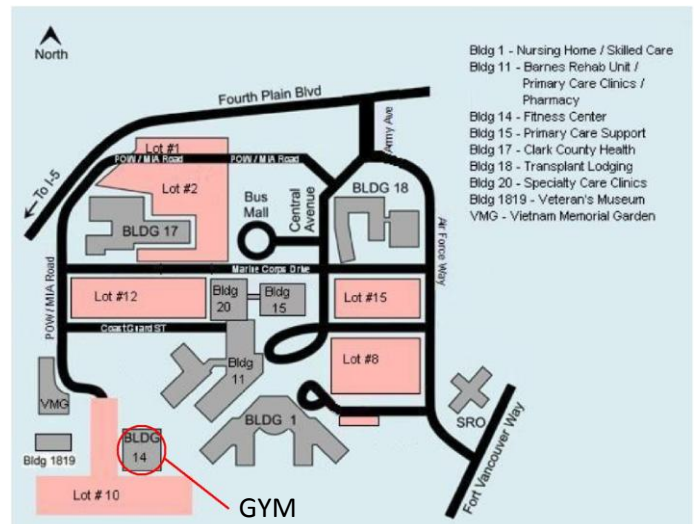 North
Fourth Plain Blvd
To I-5
Lot #1
POW / MIA Road
POW / MIA Road
Army Ave
Lot #2
BLDG 17
Bus
Mall
Central
Avenue
BLDG 18
Air Force Way
Marine Corps Drive
POW / MIA Road
Lot #12
Bldg
20
Bldg
15
Lot #15
Coast Guard ST
Bldg
11
Lot #8
VMG
BLDG 1
SRO
Bldg 1819
BLDG
14
Lot # 10
GYM
Fort Vancouver Way
Bldg 1 - Nursing Home / Skilled Care
Bldg 11 - Barnes Rehab Unit /
Primary Care Clinics /
Pharmacy
Bldg 14 - Fitness Center
Bldg 15 - Primary Care Support
Bldg 17 - Clark County Health
Bldg 18 - Transplant Lodging
Bldg 20 - Specialty Care Clinics
Bldg 1819 - Veteran's Museum
VMG - Vietnam Memorial Garden